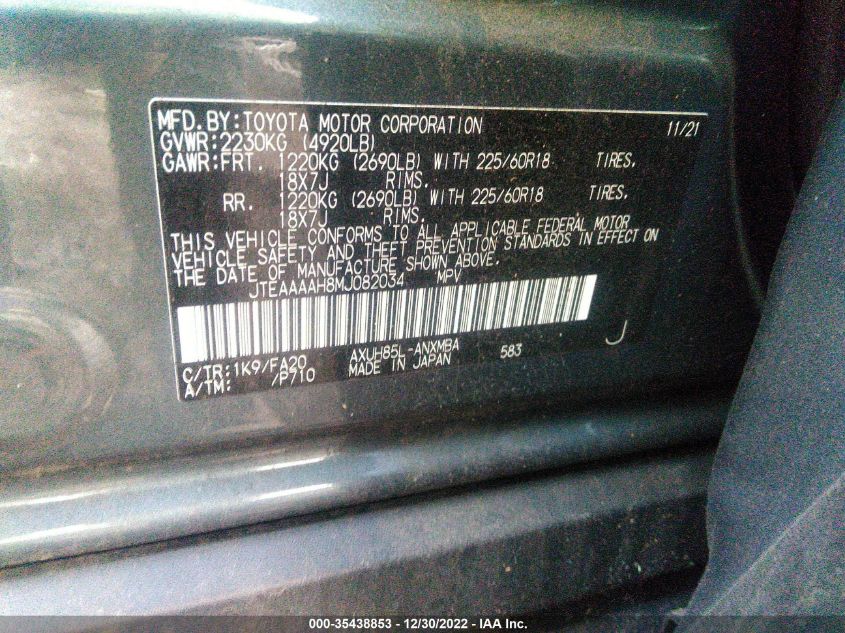 MFD.BY:TOYOTA MOTOR CORPORATION 11/21
GVWR:2230KG (4920LB)
GAWR:FRT. 1220KG (2690LB) WITH 225/60R18 TIRES.
18X7J RIMS.
RR. 1220KG (2690LB) WITH 225/60R18 TIRES.
18X7J RIMS.
THIS VEHICLE CONFORMS TO ALL APPLICABLE FEDERAL MOTOR
VEHICLE SAFETY AND THEFT PREVENTION STANDARDS IN EFFECT ON
THE DATE OF MANUFACTURE SHOWN ABOVE.
JTEAAAAH8MJ082034 MPV
C/TR:1K9/FA20 AXUH85L-ANXMBA 583 J
A/TM: /P710 MADE IN JAPAN
000-35438853 - 12/30/2022 - IAA Inc.